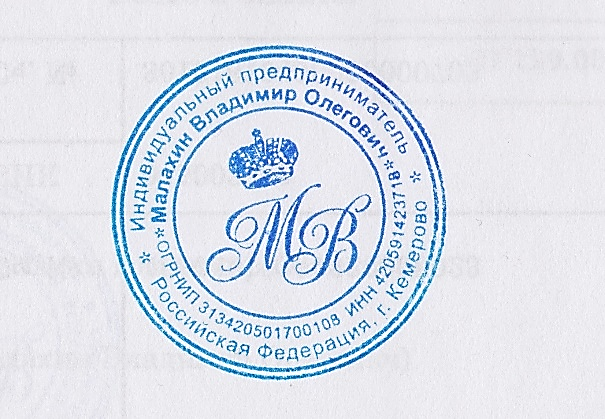 Индивидуальный предприниматель
Российская Федерация, г. Кемерово
Малахин Владимир Олегович
ОГРНИП 313420501700108 ИНН 420591423718
МВ